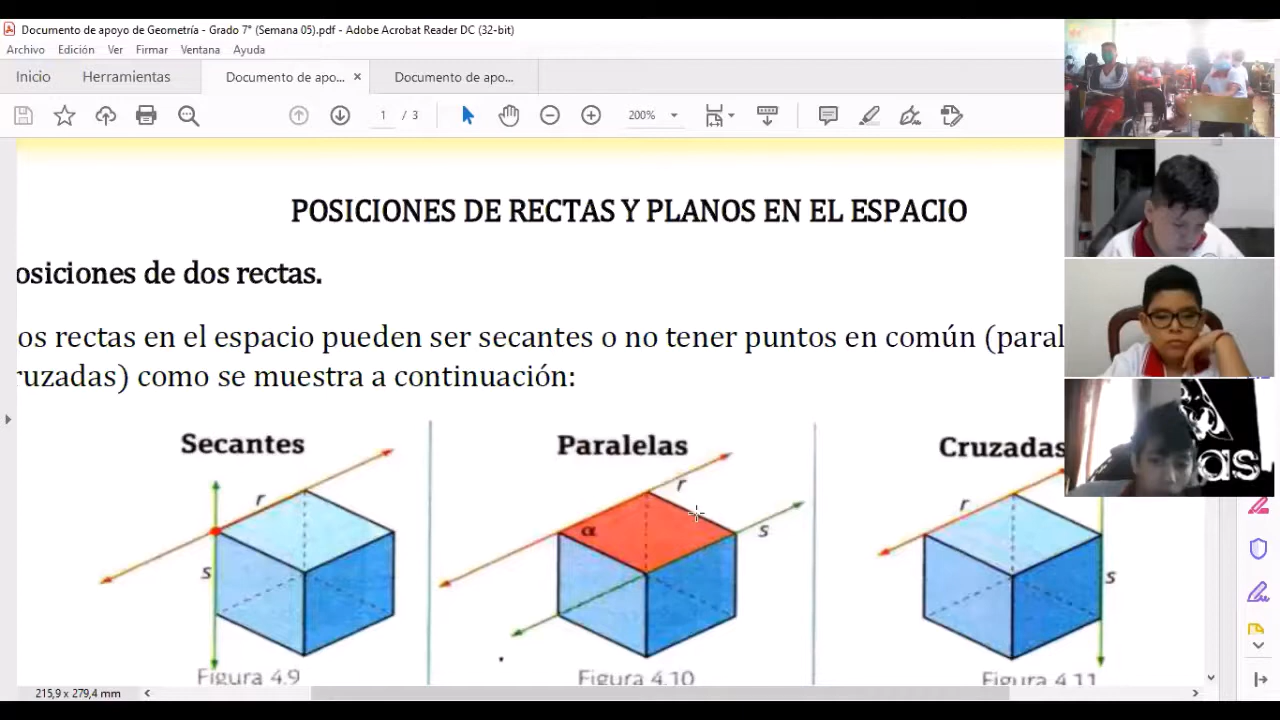 Documento de apoyo de Geometría - Grado 7° (Semana 05).pdf - Adobe Acrobat Reader DC (32-bit)
Archivo Edición Ver Firmar Ventana Ayuda
Inicio Herramientas Documento de apo... × Documento de apo...
1 / 3 200%
POSICIONES DE RECTAS Y PLANOS EN EL ESPACIO
osiciones de dos rectas.
os rectas en el espacio pueden ser secantes o no tener puntos en común (paral
ruzadas) como se muestra a continuación:
Secantes Paralelas Cruzadas
r r r
s α s s
Figura 4.9 Figura 4.10 Figura 4.11
215,9 x 279,4 mm
as